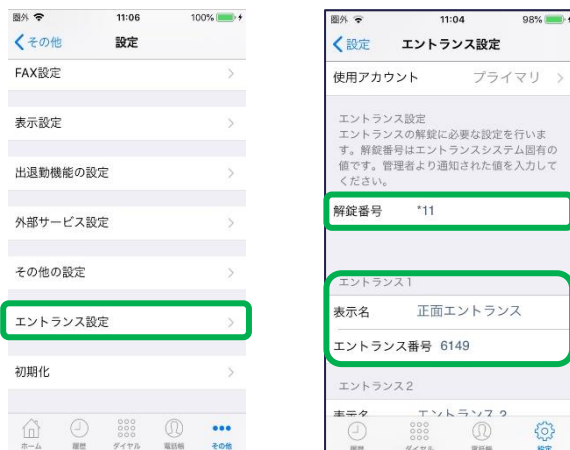 圏外 11:06 100%
その他 設定
FAX設定
表示設定
出退勤機能の設定
外部サービス設定
その他の設定
エントランス設定
初期化
ホーム 履歴 ダイヤル 電話帳 その他
圏外 11:04 98%
設定 エントランス設定
使用アカウント プライマリ
エントランス設定
エントランスの解錠に必要な設定を行いま
す。解錠番号はエントランスシステム固有の
値です。管理者より通知された値を入力して
ください。
解錠番号 *11
エントランス1
表示名 正面エントランス
エントランス番号 6149
エントランス2
表示名 エントランス2
履歴 ダイヤル 電話帳 設定